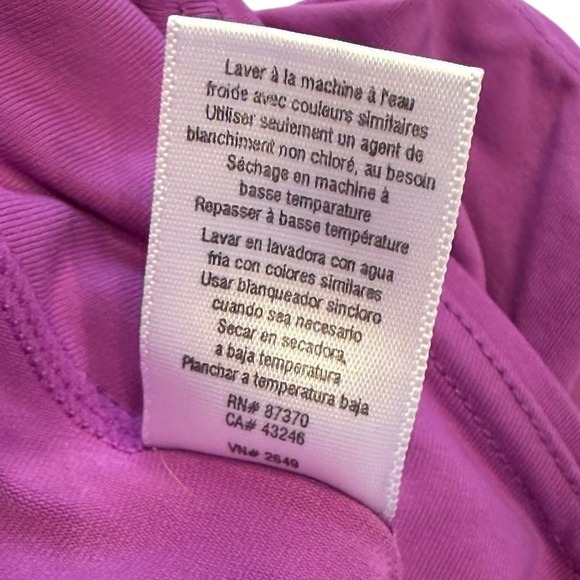 Laver à la machine à l'eau
froide avec couleurs similaires
Utiliser seulement un agent de
blanchiment non chloré, au besoin
Séchage en machine à
basse temparature
Repasser à basse température
Lavar en lavadora con agua
fria con colores similares
Usar blanqueador sincloro
cuando sea necesario
Secar en secadora,
a baja temperatura
Planchar a temperatura baja
RN# 87370
CA# 43246
VN# 2649